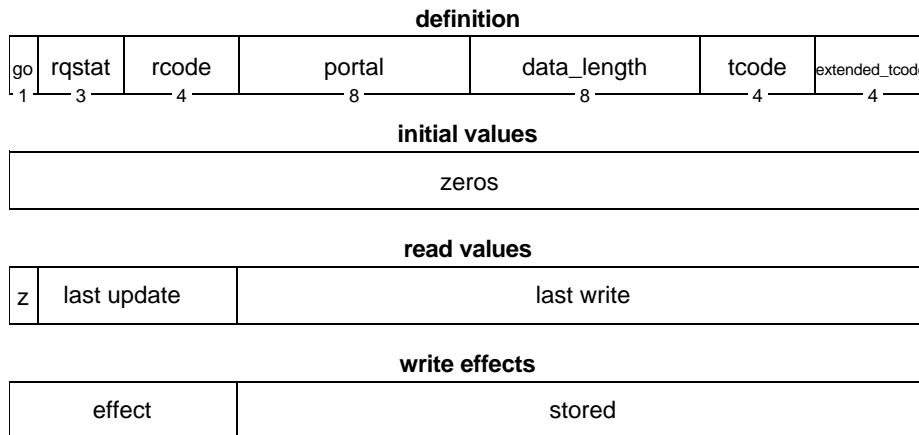 definition
go rqstat rcode portal data_length tcode extended_tcode
1 3 4 8 8 4 4
initial values
zeros
read values
z last update last write
write effects
effect stored